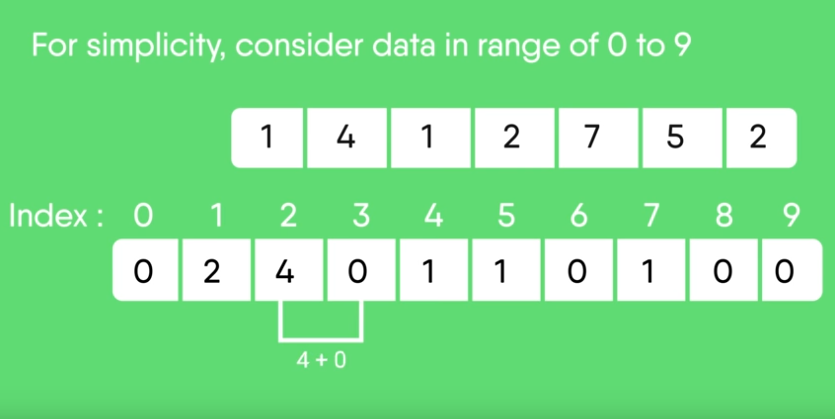 For simplicity, consider data in range of 0 to 9
1 4 1 2 7 5 2
Index : 0 1 2 3 4 5 6 7 8 9
0 2 4 0 1 1 0 1 0 0
4 + 0